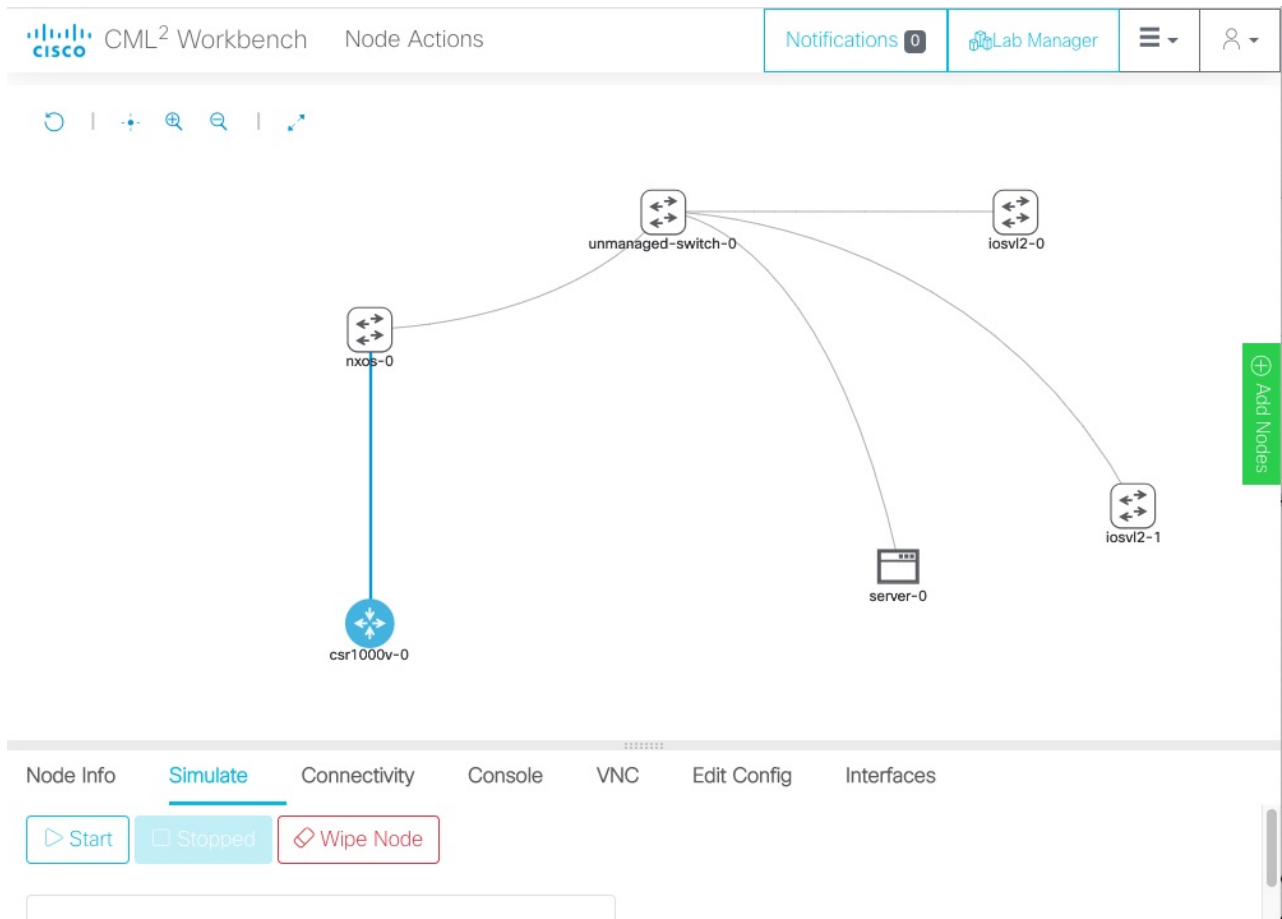 CISCO CML² Workbench Node Actions Notifications 0 Lab Manager
unmanaged-switch-0
iosvl2-0
nxos-0
Add Nodes
iosvl2-1
server-0
csr1000v-0
Node Info Simulate Connectivity Console VNC Edit Config Interfaces
Start Stopped Wipe Node